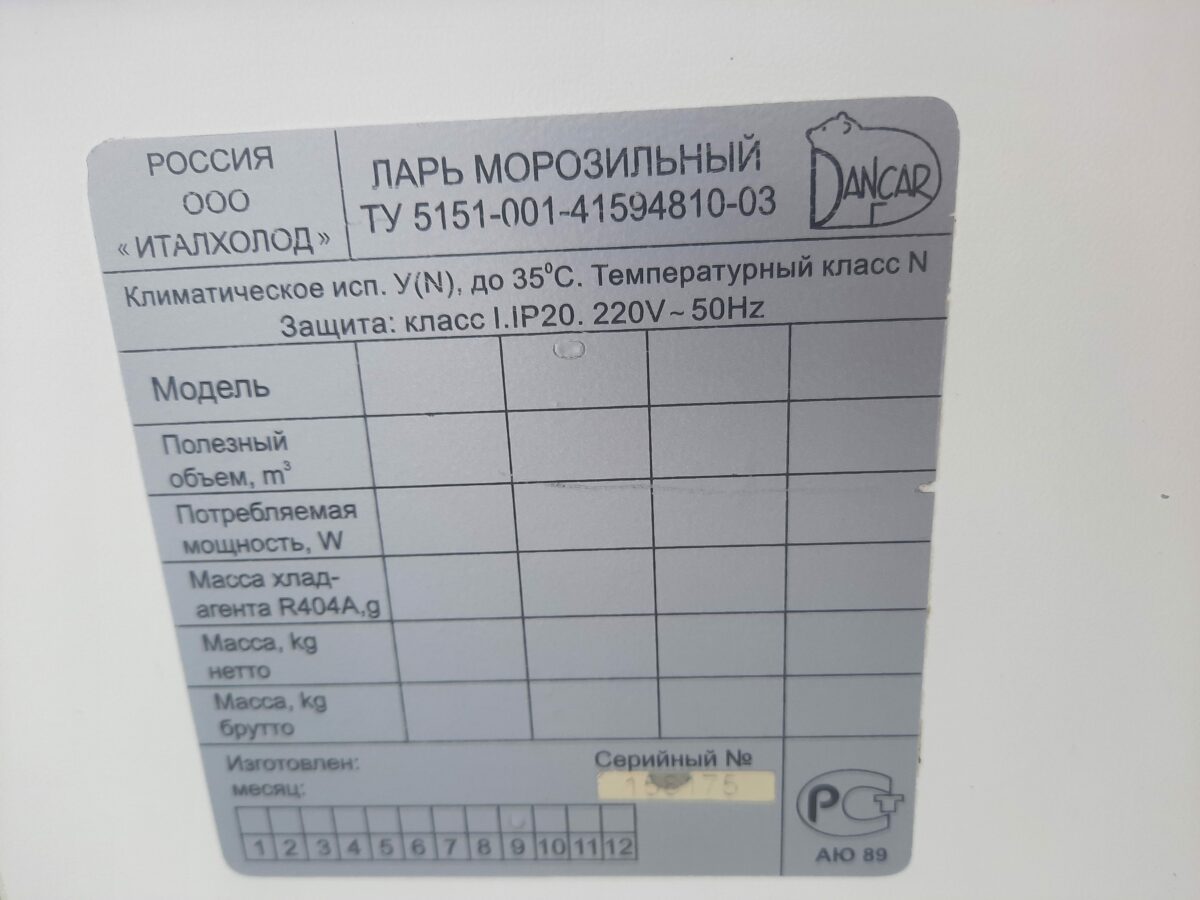 РОССИЯ
ООО
«ИТАЛХОЛОД»
ЛАРЬ МОРОЗИЛЬНЫЙ
ТУ 5151-001-41594810-03
DANCAR
Климатическое исп. У(N), до 35⁰С. Температурный класс N
Защита: класс I.IP20. 220V~50Hz
Модель
Полезный
объем, m³
Потребляемая
мощность, W
Масса хлад-
агента R404A,g
Масса, kg
нетто
Масса, kg
брутто
Изготовлен:
месяц:
1 2 3 4 5 6 7 8 9 10 11 12
Серийный №
РСТ
АЮ 89